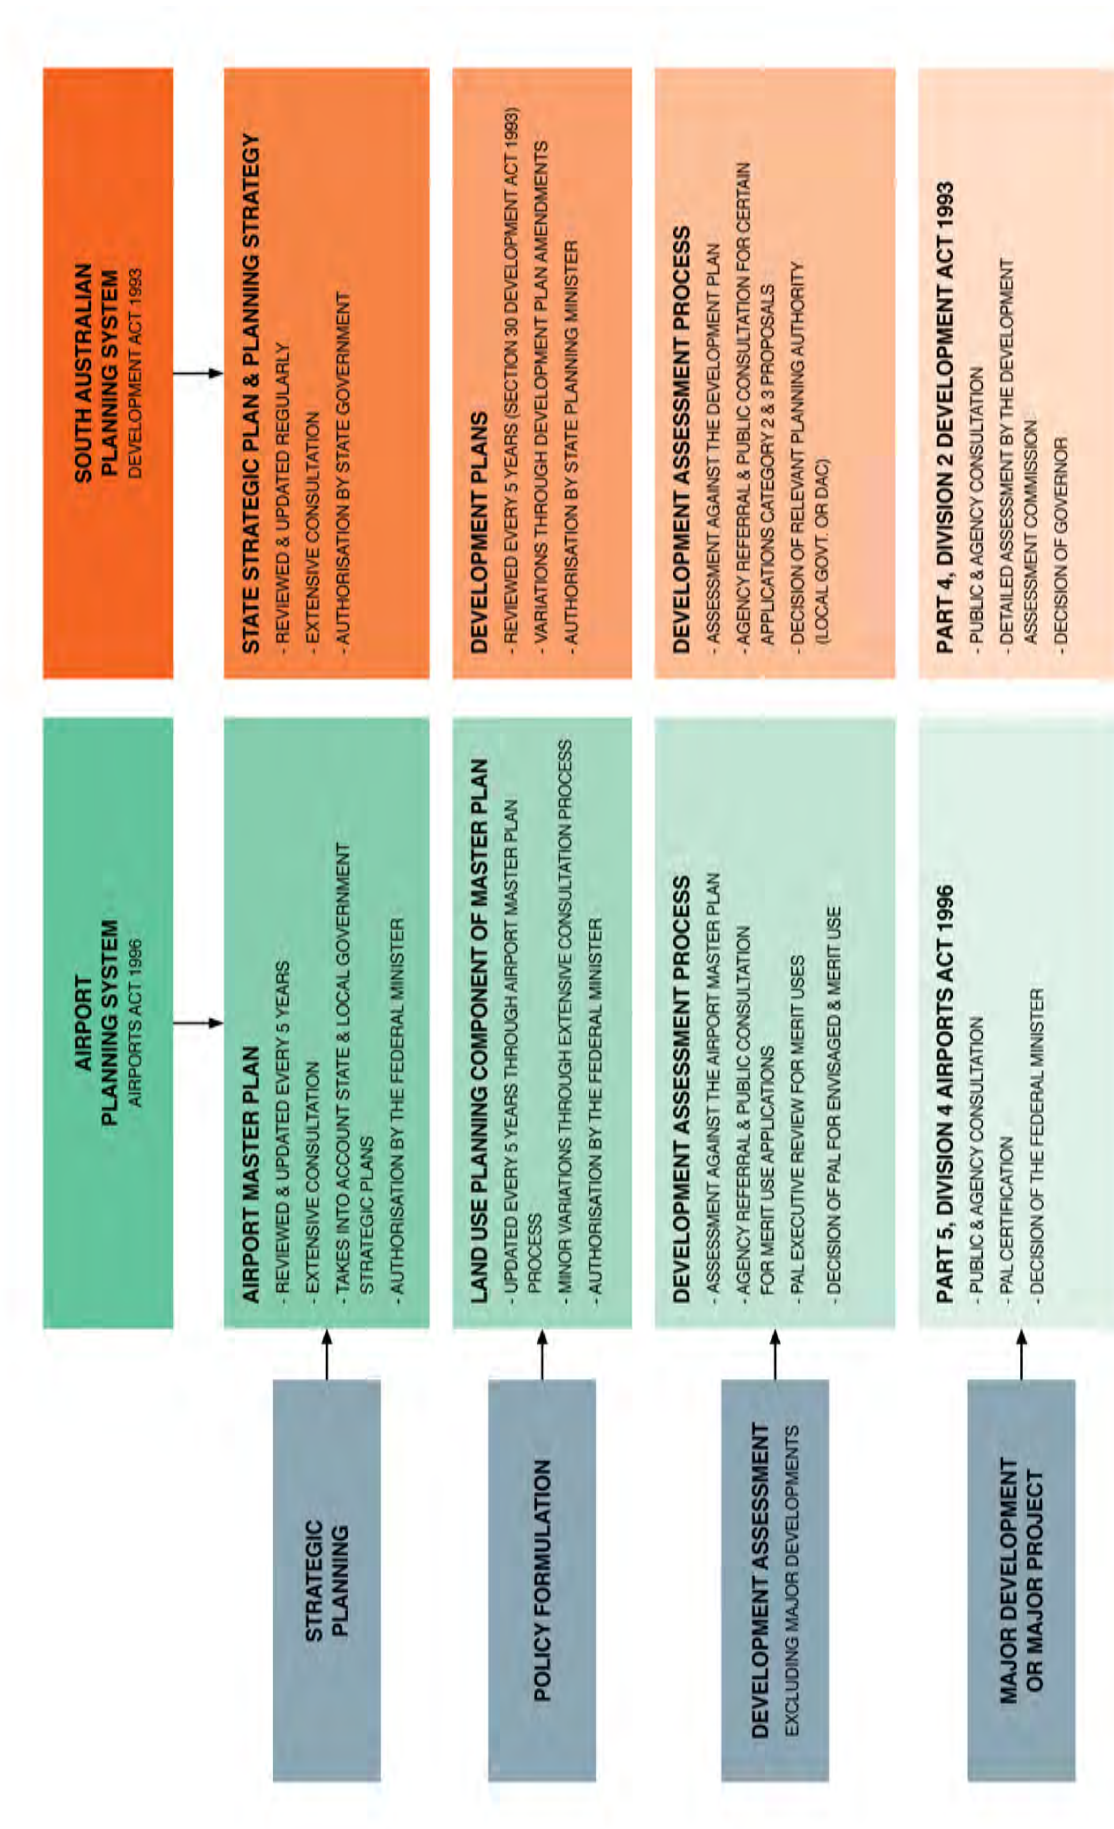 AIRPORT
PLANNING SYSTEM
AIRPORTS ACT 1996
SOUTH AUSTRALIAN
PLANNING SYSTEM
DEVELOPMENT ACT 1993
STRATEGIC
PLANNING
AIRPORT MASTER PLAN
- REVIEWED & UPDATED EVERY 5 YEARS
- EXTENSIVE CONSULTATION
- TAKES INTO ACCOUNT STATE & LOCAL GOVERNMENT
STRATEGIC PLANS
- AUTHORISATION BY THE FEDERAL MINISTER
STATE STRATEGIC PLAN & PLANNING STRATEGY
- REVIEWED & UPDATED REGULARLY
- EXTENSIVE CONSULTATION
- AUTHORISATION BY STATE GOVERNMENT
POLICY FORMULATION
LAND USE PLANNING COMPONENT OF MASTER PLAN
- UPDATED EVERY 5 YEARS THROUGH AIRPORT MASTER PLAN
PROCESS
- MINOR VARIATIONS THROUGH EXTENSIVE CONSULTATION PROCESS
- AUTHORISATION BY THE FEDERAL MINISTER
DEVELOPMENT PLANS
- REVIEWED EVERY 5 YEARS (SECTION 30 DEVELOPMENT ACT 1993)
- VARIATIONS THROUGH DEVELOPMENT PLAN AMENDMENTS
- AUTHORISATION BY STATE PLANNING MINISTER
DEVELOPMENT ASSESSMENT
EXCLUDING MAJOR DEVELOPMENTS
DEVELOPMENT ASSESSMENT PROCESS
- ASSESSMENT AGAINST THE AIRPORT MASTER PLAN
- AGENCY REFERRAL & PUBLIC CONSULTATION
FOR MERIT USE APPLICATIONS
- PAL EXECUTIVE REVIEW FOR MERIT USES
- DECISION OF PAL FOR ENVISAGED & MERIT USE
DEVELOPMENT ASSESSMENT PROCESS
- ASSESSMENT AGAINST THE DEVELOPMENT PLAN
- AGENCY REFERRAL & PUBLIC CONSULTATION FOR CERTAIN
APPLICATIONS CATEGORY 2 & 3 PROPOSALS
- DECISION OF RELEVANT PLANNING AUTHORITY
(LOCAL GOVT. OR DAC)
MAJOR DEVELOPMENT
OR MAJOR PROJECT
PART 5, DIVISION 4 AIRPORTS ACT 1996
- PUBLIC & AGENCY CONSULTATION
- PAL CERTIFICATION
- DECISION OF THE FEDERAL MINISTER
PART 4, DIVISION 2 DEVELOPMENT ACT 1993
- PUBLIC & AGENCY CONSULTATION
- DETAILED ASSESSMENT BY THE DEVELOPMENT
ASSESSMENT COMMISSION
- DECISION OF GOVERNOR